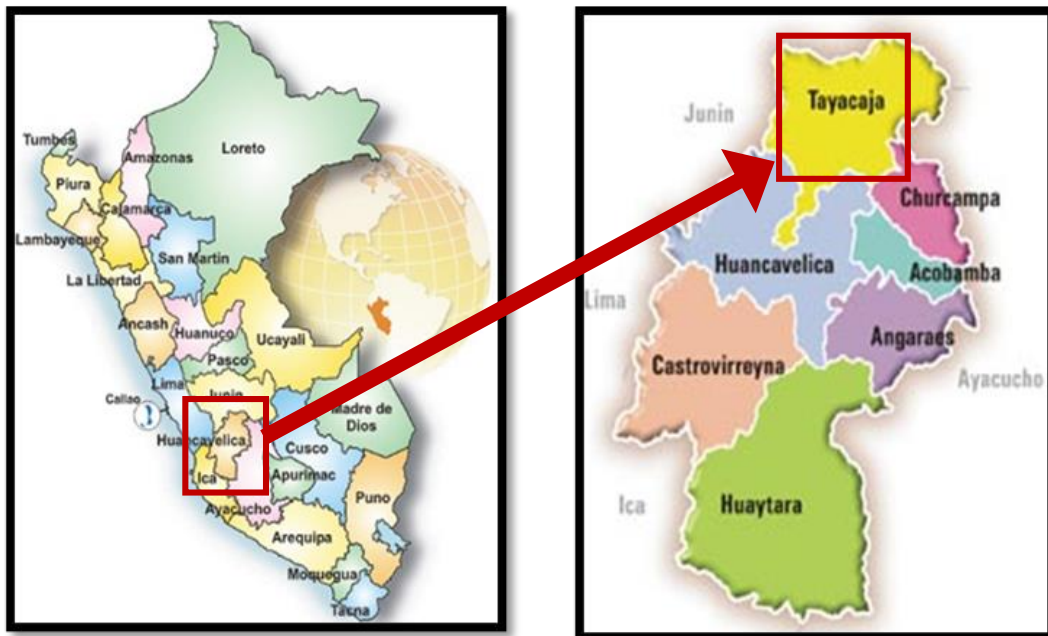 Loreto
Tumbes
Amazonas
Piura
Cajamarca
Lambayeque
San Martin
La Libertad
Ancash
Huanuco
Ucayali
Pasco
Lima
Junin
Callao
Madre de
Dios
Huancavelica
Cusco
Ica
Apurimac
Puno
Ayacucho
Arequipa
Moquegua
Tacna
Tayacaja
Junin
Churcampa
Huancavelica
Acobamba
Lima
Angaraes
Castrovirreyna
Ayacucho
Ica
Huaytara